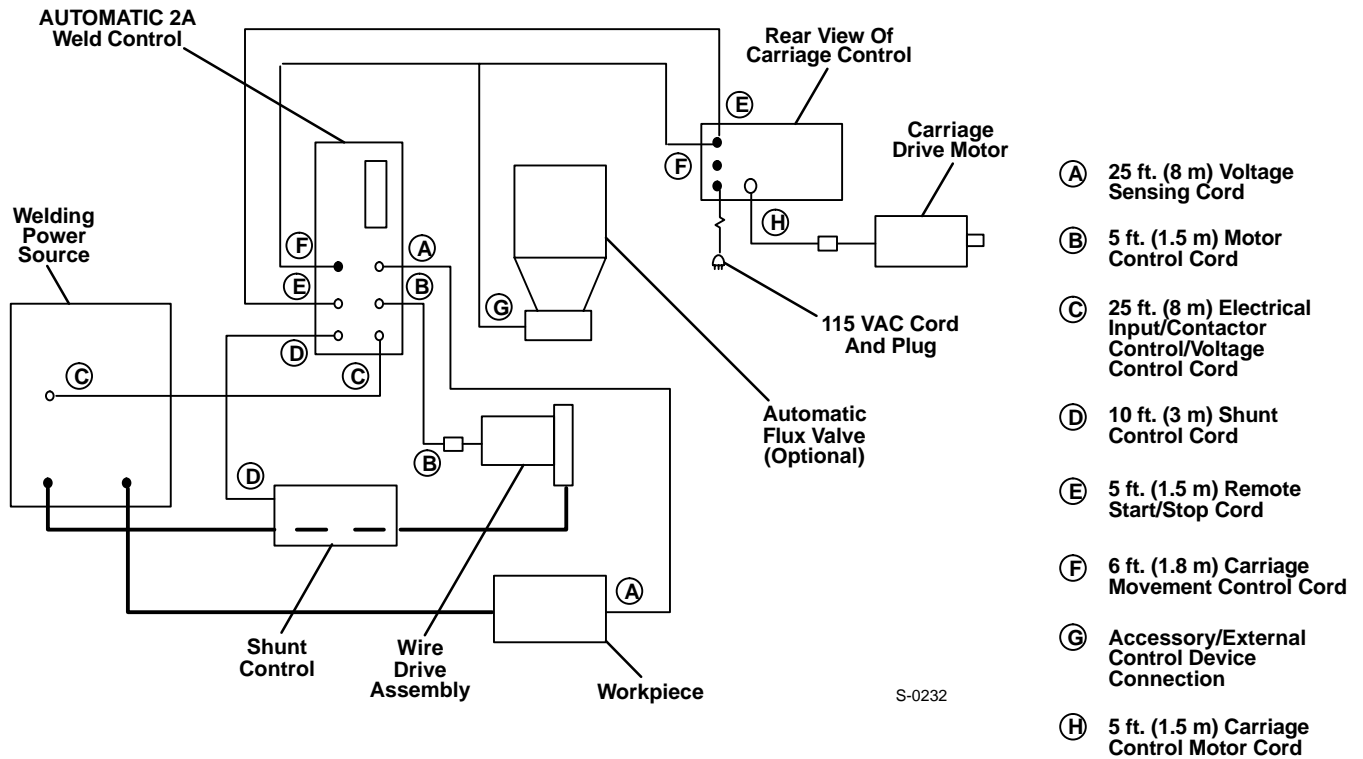 AUTOMATIC 2A
Weld Control
Rear View Of
Carriage Control
E
Carriage
Drive Motor
F
H
Welding
Power
Source
F
A
E
B
G
D
C
C
115 VAC Cord
And Plug
Automatic
Flux Valve
(Optional)
B
D
A
Shunt
Control
Wire
Drive
Assembly
Workpiece
S-0232
A 25 ft. (8 m) Voltage
Sensing Cord
B 5 ft. (1.5 m) Motor
Control Cord
C 25 ft. (8 m) Electrical
Input/Contactor
Control/Voltage
Control Cord
D 10 ft. (3 m) Shunt
Control Cord
E 5 ft. (1.5 m) Remote
Start/Stop Cord
F 6 ft. (1.8 m) Carriage
Movement Control Cord
G Accessory/External
Control Device
Connection
H 5 ft. (1.5 m) Carriage
Control Motor Cord